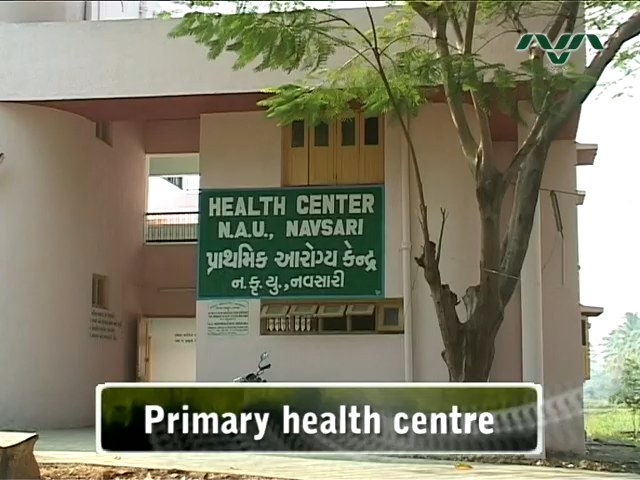 HEALTH CENTER
N.A.U., NAVSARI
પ્રાથમિક આરોગ્ય કેન્દ્ર
ન.કૃ.યુ.,નવસારી
Primary health centre